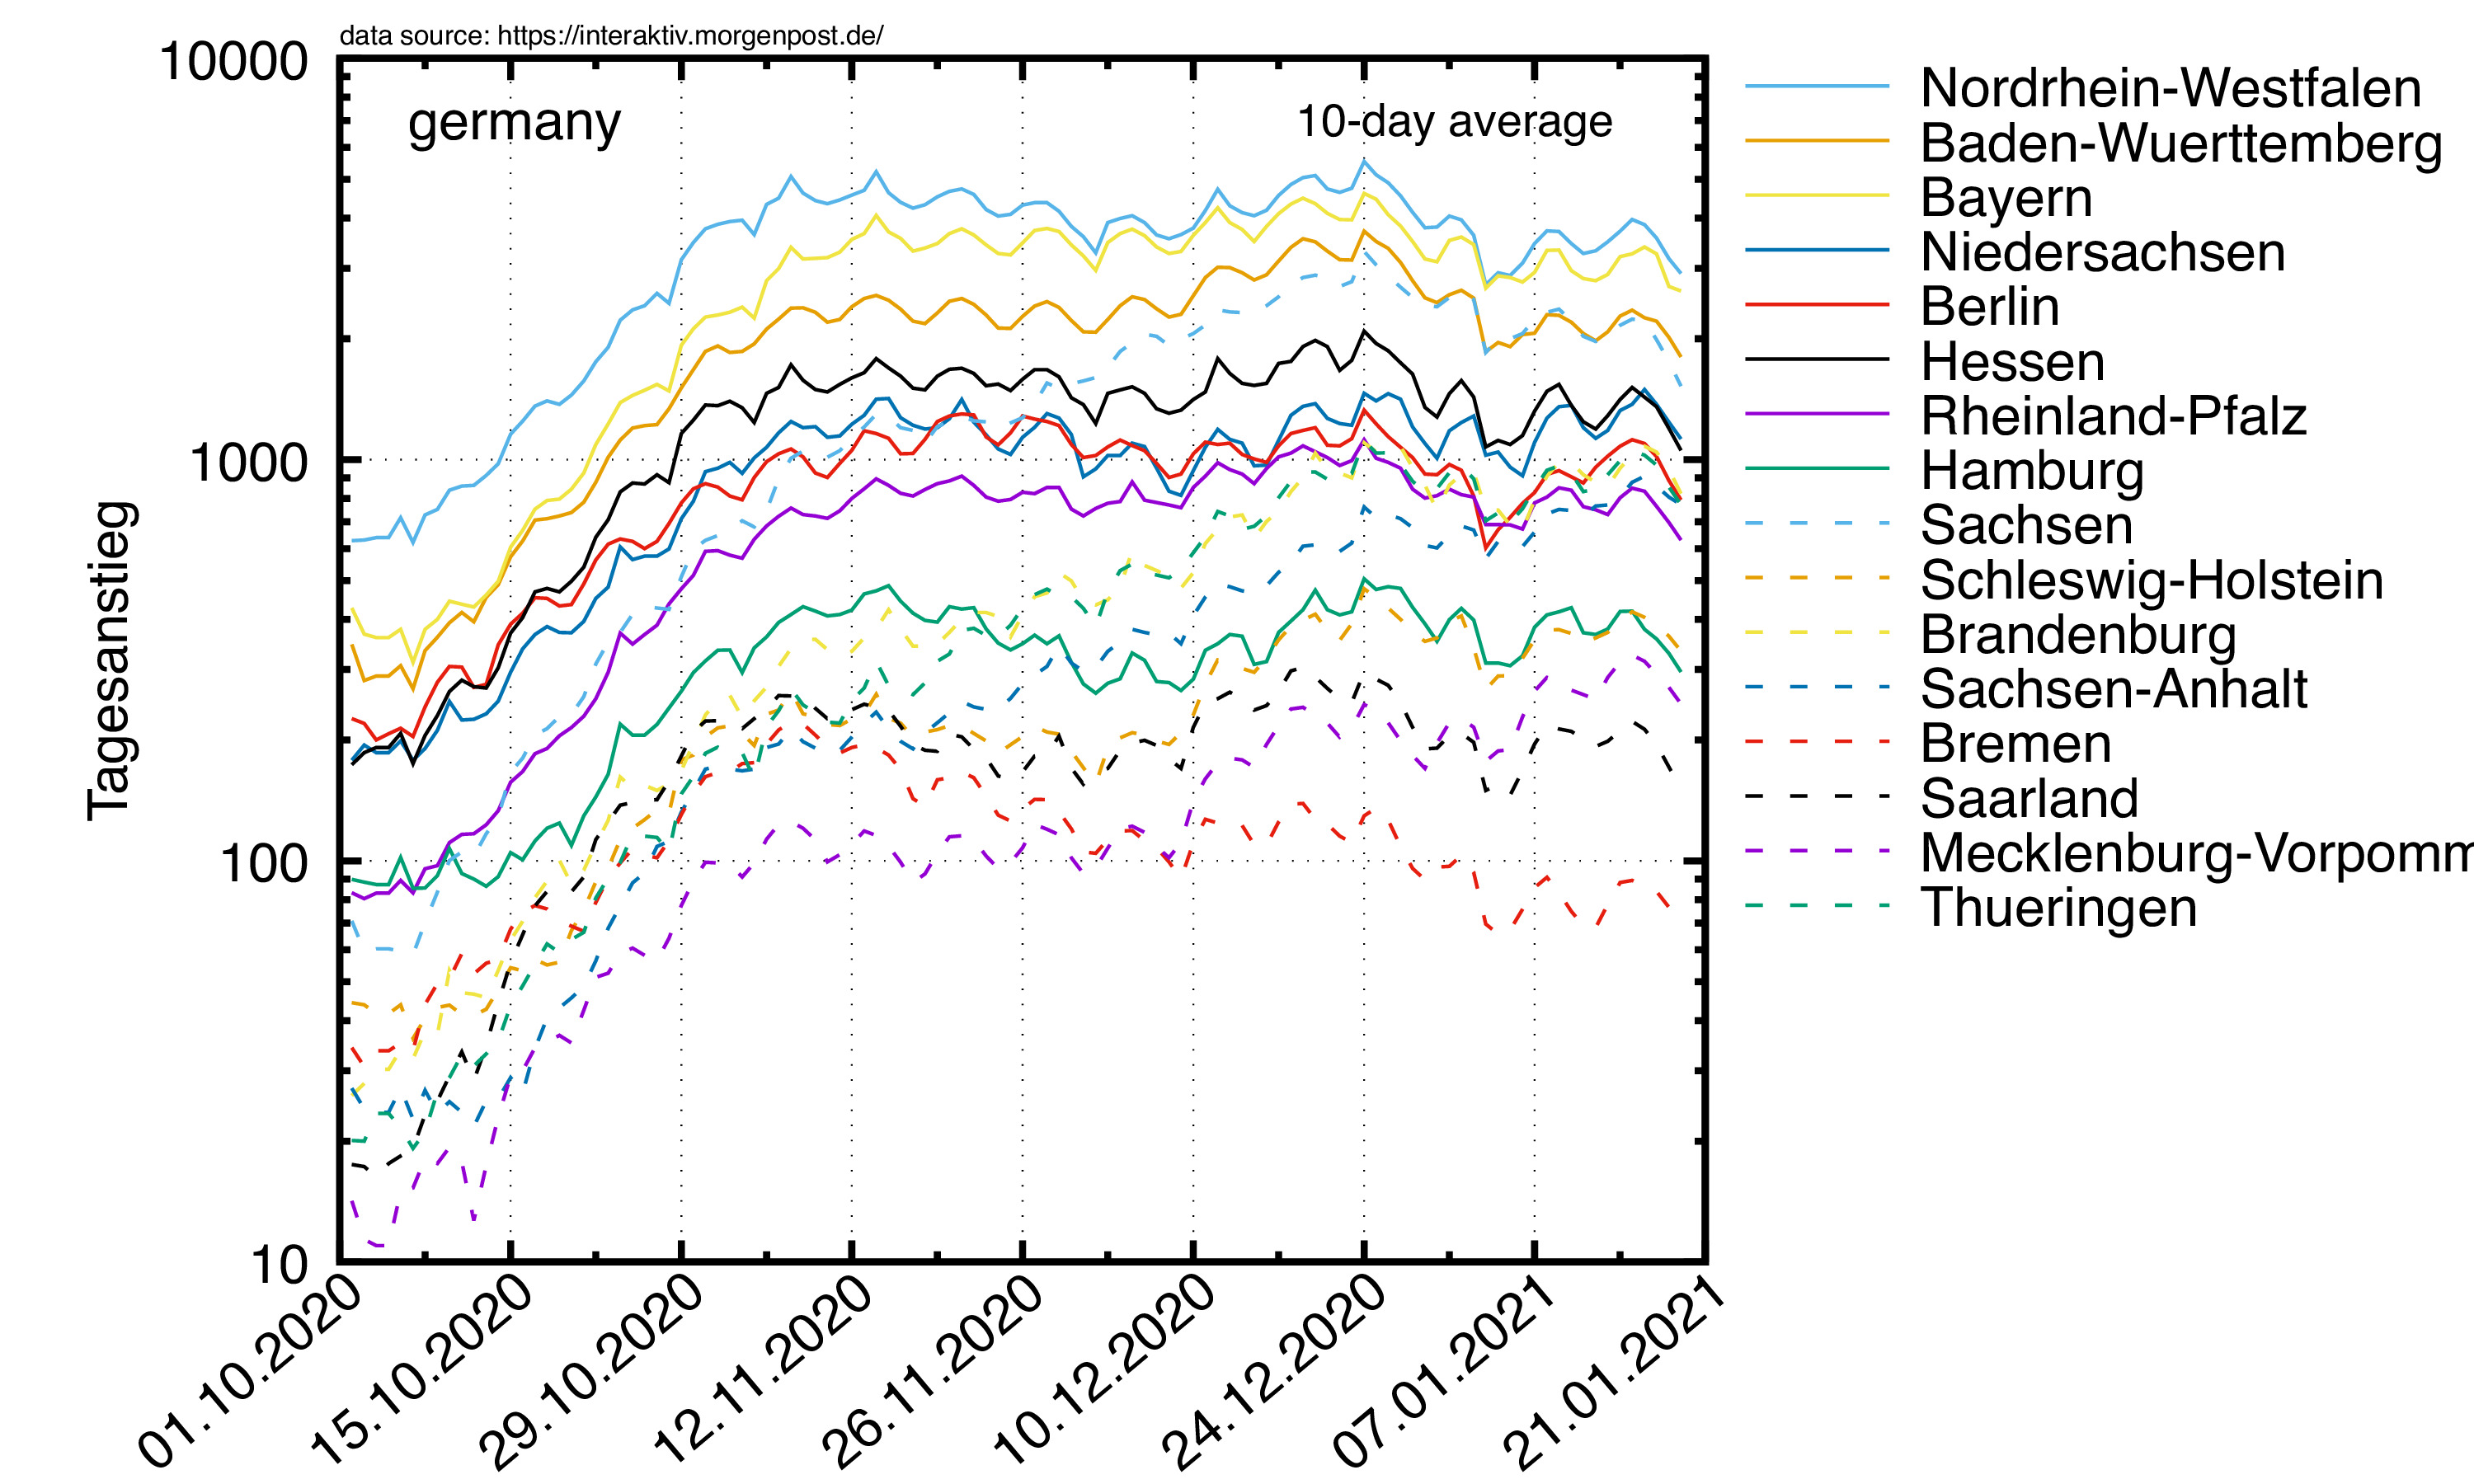 data source: https://interaktiv.morgenpost.de/
10000
1000
100
10
Tagesanstieg
germany
10-day average
01.10.2020
15.10.2020
29.10.2020
12.11.2020
26.11.2020
10.12.2020
24.12.2020
07.01.2021
21.01.2021
Nordrhein-Westfalen
Baden-Wuerttemberg
Bayern
Niedersachsen
Berlin
Hessen
Rheinland-Pfalz
Hamburg
Sachsen
Schleswig-Holstein
Brandenburg
Sachsen-Anhalt
Bremen
Saarland
Mecklenburg-Vorpomm
Thueringen